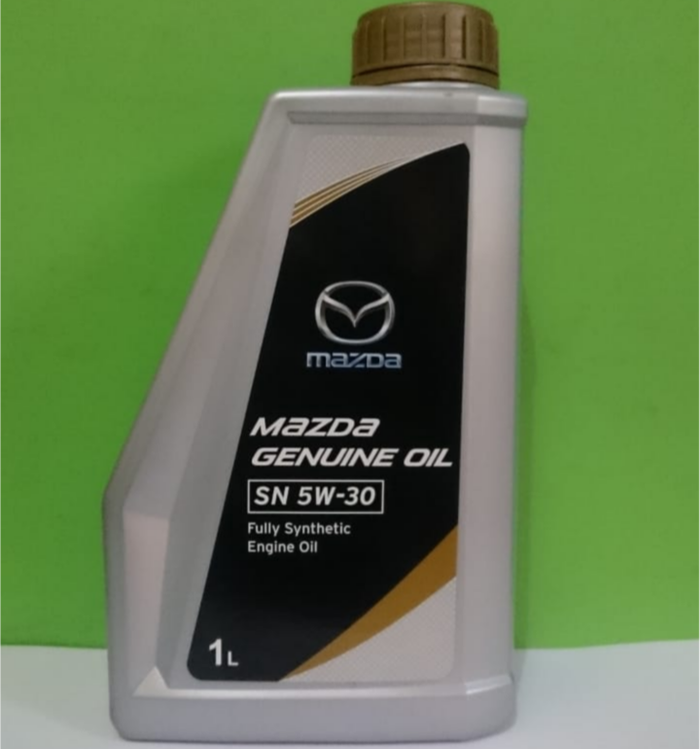 mazda
mazda
GENUINE OIL
SN 5W-30
Fully Synthetic
Engine Oil
1L